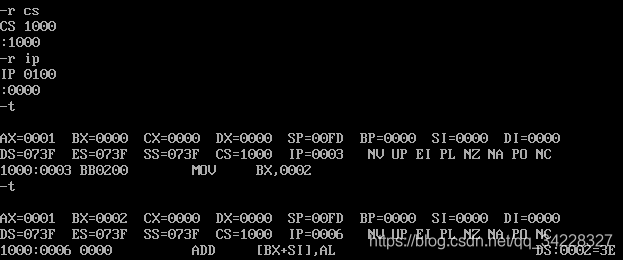 -r cs
CS 1000
:1000
-r ip
IP 0100
:0000
-t
AX=0001 BX=0000 CX=0000 DX=0000 SP=00FD BP=0000 SI=0000 DI=0000
DS=073F ES=073F SS=073F CS=1000 IP=0003 NV UP EI PL NZ NA PO NC
1000:0003 BB0200 MOV BX,0002
-t
AX=0001 BX=0002 CX=0000 DX=0000 SP=00FD BP=0000 SI=0000 DI=0000
DS=073F ES=073F SS=073F CS=1000 IP=0006 NV UP EI PL NZ NA PO NC
1000:0006 0000 ADD [BX+SI],AL DS:0002=3E
https://blog.csdn.net/qq_34228327